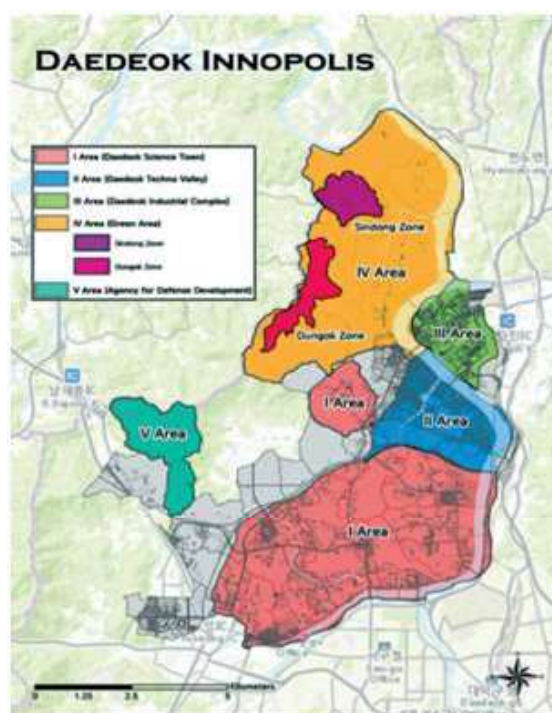 DAEDEOK INNOPOLIS
I Area (Daedeok Science Town)
II Area (Daedeok Techno Valley)
III Area (Daedeok Industrial Complex)
IV Area (Green Area)
Sindong Zone
Dungok Zone
V Area (Agency for Defense Development)
Sindong Zone
IV Area
III Area
Dungok Zone
I Area
II Area
V Area
I Area
Kilometers
0 1.25 2.5 5